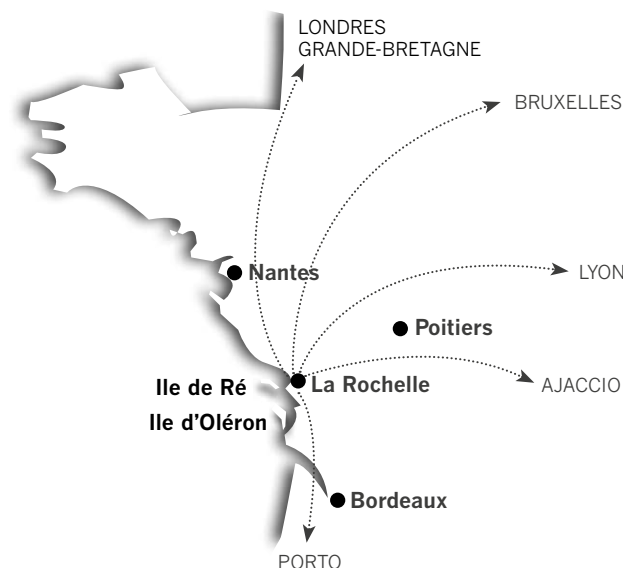 LONDRES
GRANDE-BRETAGNE
BRUXELLES
Nantes
LYON
Poitiers
La Rochelle
AJACCIO
Ile de Ré
Ile d'Oléron
Bordeaux
PORTO